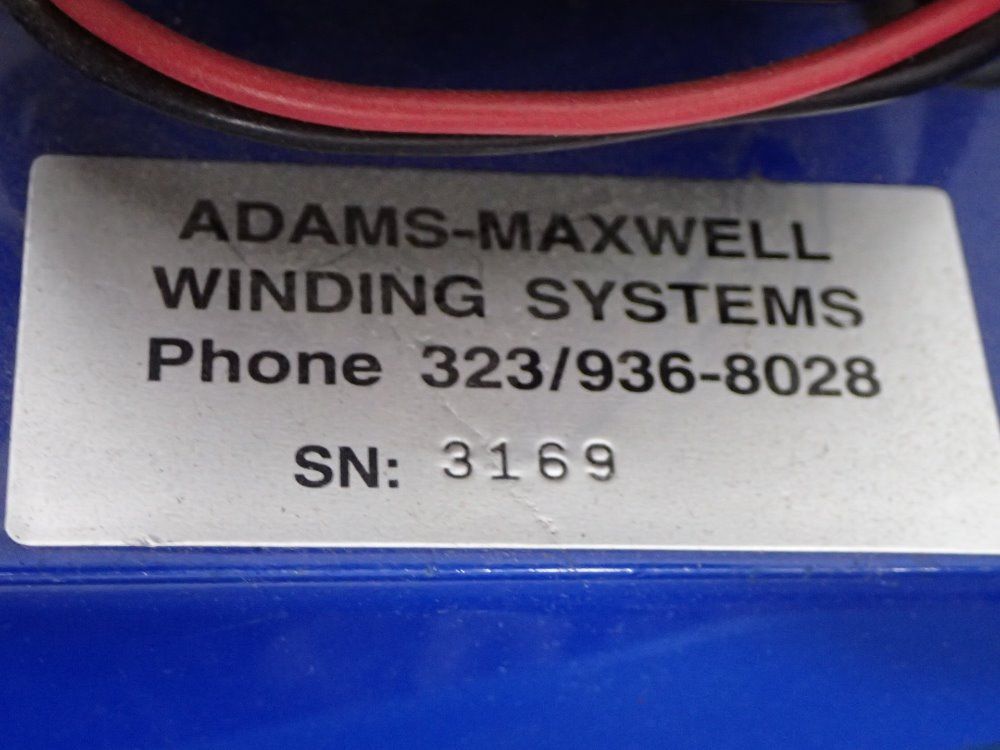 ADAMS-MAXWELL
WINDING SYSTEMS
Phone 323/936-8028
SN: 3169